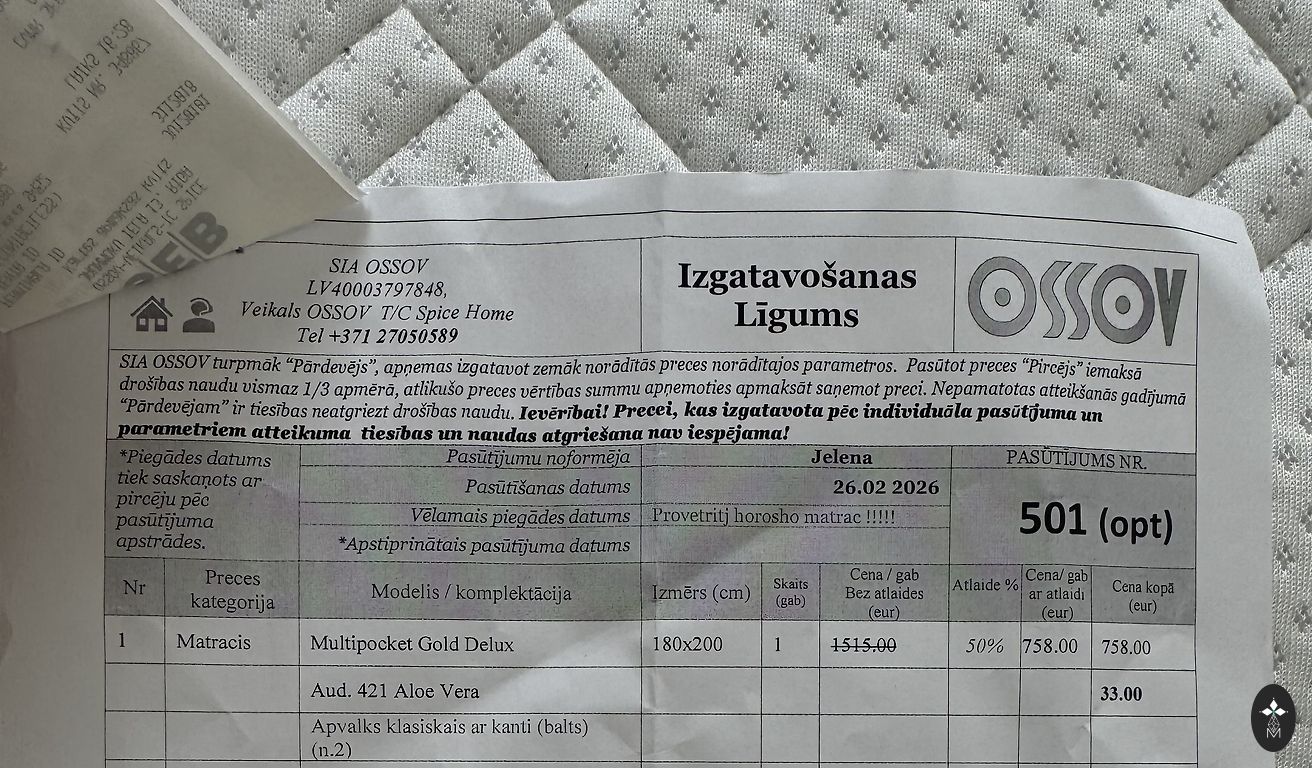 SIA OSSOV
LV40003797848,
Veikals OSSOV T/C Spice Home
Tel +371 27050589
Izgatavošanas
Līgums
OSSOV
SIA OSSOV turpmāk “Pārdevējs”, apņemas izgatavot zemāk norādītās preces norādītajos parametros. Pasūtot preces “Pircējs” iemaksā
drošības naudu vismaz 1/3 apmērā, atlikušo preces vērtības summu apņemoties apmaksāt saņemot preci. Nepamatotas atteikšanās gadījumā
“Pārdevējam” ir tiesības neatgriezt drošības naudu. Ievērībai! Precei, kas izgatavota pēc individuāla pasūtījuma un
parametriem atteikuma tiesības un naudas atgriešana nav iespējama!
*Piegādes datums
tiek saskaņots ar
pircēju pēc
pasūtījuma
apstrādes.
Pasūtījumu noformēja Jelena
Pasūtīšanas datums 26.02 2026
Vēlamais piegādes datums Provetritj horosho matrac !!!!!
*Apstiprinātais pasūtījuma datums
PASŪTĪJUMS NR.
501 (opt)
Nr
Preces
kategorija
Modelis / komplektācija
Izmērs (cm)
Skaits
(gab)
Cena / gab
Bez atlaides
(eur)
Atlaide %
Cena/ gab
ar atlaidi
(eur)
Cena kopā
(eur)
1 Matracis Multipocket Gold Delux 180x200 1 1515.00 50% 758.00 758.00
Aud. 421 Aloe Vera 33.00
Apvalks klasiskais ar kanti (balts)
(n.2)